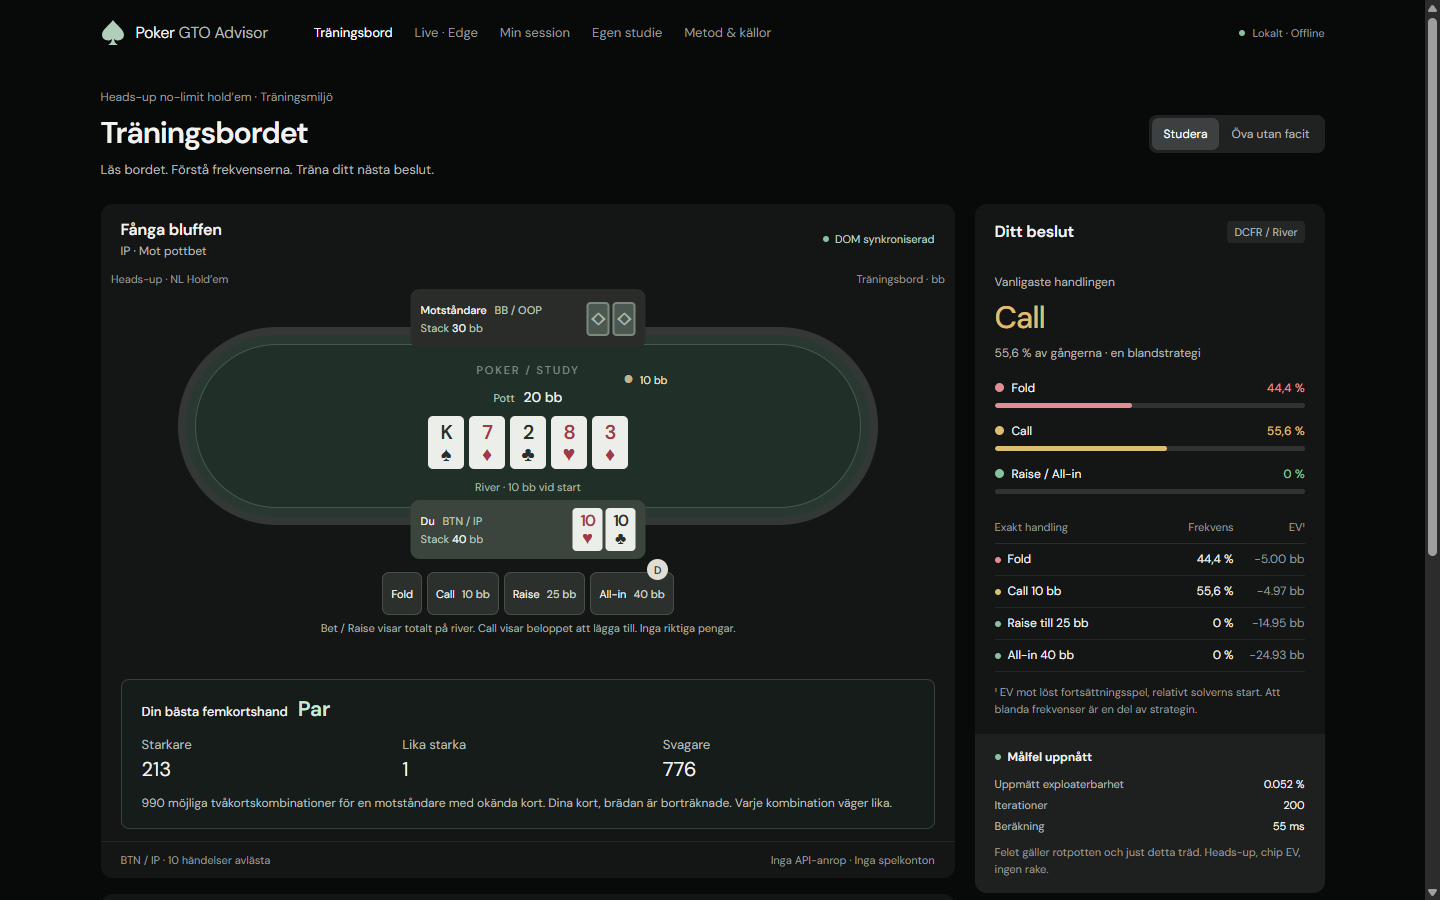 Poker GTO Advisor
Träningsbord
Live · Edge
Min session
Egen studie
Metod & källor
Lokalt · Offline
Heads-up no-limit hold'em · Träningsmiljö
Träningsbordet
Läs bordet. Förstå frekvenserna. Träna ditt nästa beslut.
Studera
Öva utan facit
Fånga bluffen
IP · Mot pottbet
DOM synkroniserad
Heads-up · NL Hold'em
Träningsbord · bb
Motståndare BB / OOP
Stack 30 bb
POKER / STUDY
10 bb
Pott 20 bb
K♠ 7♦ 2♣ 8♥ 3♦
River · 10 bb vid start
Du BTN / IP
Stack 40 bb
10♥ 10♣
D
Fold
Call 10 bb
Raise 25 bb
All-in 40 bb
Bet / Raise visar totalt på river. Call visar beloppet att lägga till. Inga riktiga pengar.
Din bästa femkortshand Par
Starkare
213
Lika starka
1
Svagare
776
990 möjliga tvåkortskombinationer för en motståndare med okända kort. Dina kort, brädan är borträknade. Varje kombination väger lika.
BTN / IP · 10 händelser avlästa
Inga API-anrop · Inga spelkonton
Ditt beslut
DCFR / River
Vanligaste handlingen
Call
55,6 % av gångerna · en blandstrategi
Fold 44,4 %
Call 55,6 %
Raise / All-in 0 %
Exakt handling Frekvens EV¹
Fold 44,4 % -5.00 bb
Call 10 bb 55,6 % -4.97 bb
Raise till 25 bb 0 % -14.95 bb
All-in 40 bb 0 % -24.93 bb
¹ EV mot löst fortsättningsspel, relativt solverns start. Att
blanda frekvenser är en del av strategin.
Målfel uppnått
Uppmätt exploaterbarhet 0.052 %
Iterationer 200
Beräkning 55 ms
Felet gäller rotpotten och just detta träd. Heads-up, chip EV,
ingen rake.